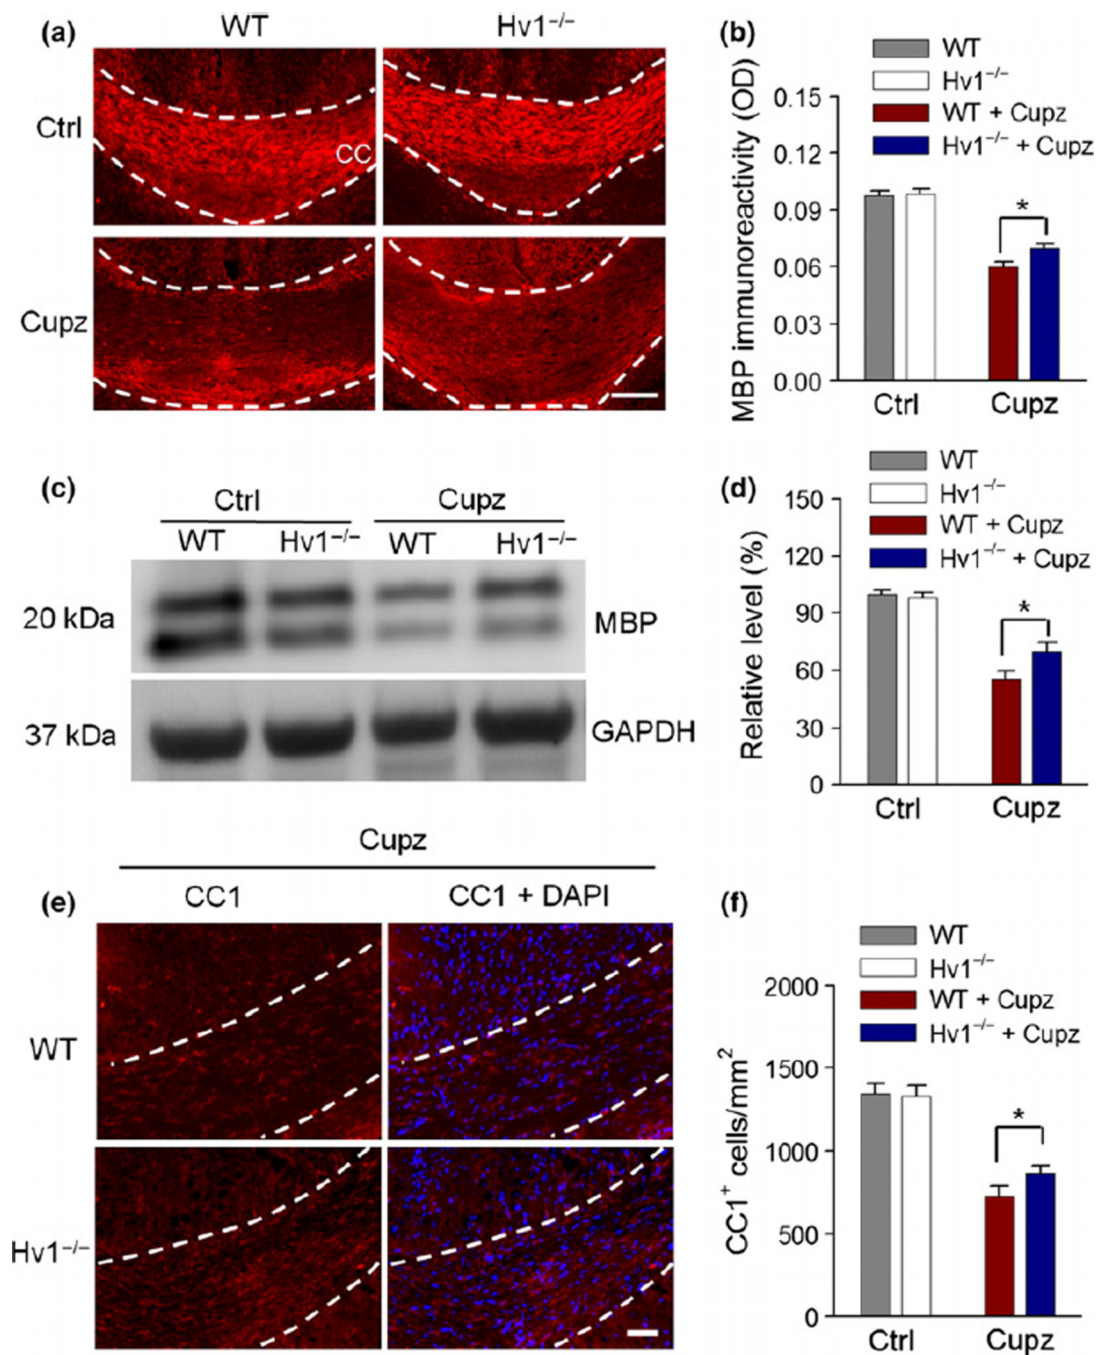 (a)
WT
Hv1⁻/⁻
Ctrl
CC
Cupz
(b)
WT
Hv1⁻/⁻
WT + Cupz
Hv1⁻/⁻ + Cupz
MBP immunoreactivity (OD)
0.15
0.12
0.09
0.06
0.03
0.00
*
Ctrl
Cupz
(c)
Ctrl
Cupz
WT
Hv1⁻/⁻
WT
Hv1⁻/⁻
20 kDa
MBP
37 kDa
GAPDH
(d)
WT
Hv1⁻/⁻
WT + Cupz
Hv1⁻/⁻ + Cupz
Relative level (%)
150
120
90
60
30
0
*
Ctrl
Cupz
Cupz
(e)
CC1
CC1 + DAPI
WT
Hv1⁻/⁻
(f)
WT
Hv1⁻/⁻
WT + Cupz
Hv1⁻/⁻ + Cupz
CC1⁺ cells/mm²
2000
1500
1000
500
0
*
Ctrl
Cupz